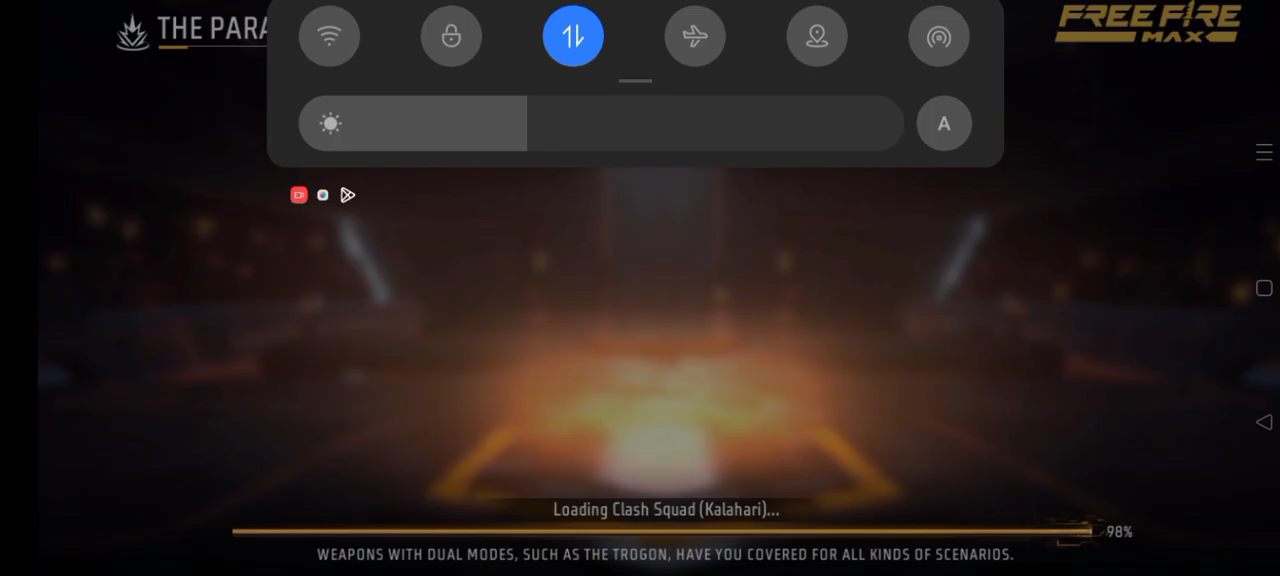 THE PARA
FREE FIRE
MAX
A
Loading Clash Squad (Kalahari)...
98%
WEAPONS WITH DUAL MODES, SUCH AS THE TROGON, HAVE YOU COVERED FOR ALL KINDS OF SCENARIOS.